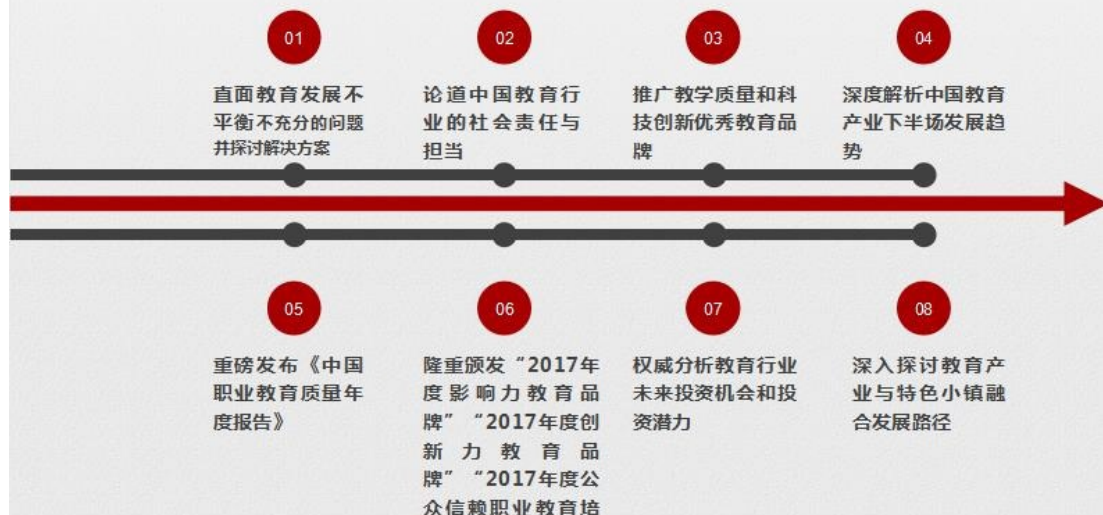 01
02
03
04
直面教育发展不
平衡不充分的问题
并探讨解决方案
论道中国教育行
业的社会责任与
担当
推广教学质量和科
技创新优秀教育品
牌
深度解析中国教育
产业下半场发展趋
势
05
06
07
08
重磅发布《中国
职业教育质量年
度报告》
隆重颁发“2017年
度影响力教育品
牌”“2017年度创
新力教育品
牌”“2017年度公
众信赖职业教育培
权威分析教育行业
未来投资机会和投
资潜力
深入探讨教育产
业与特色小镇融
合发展路径